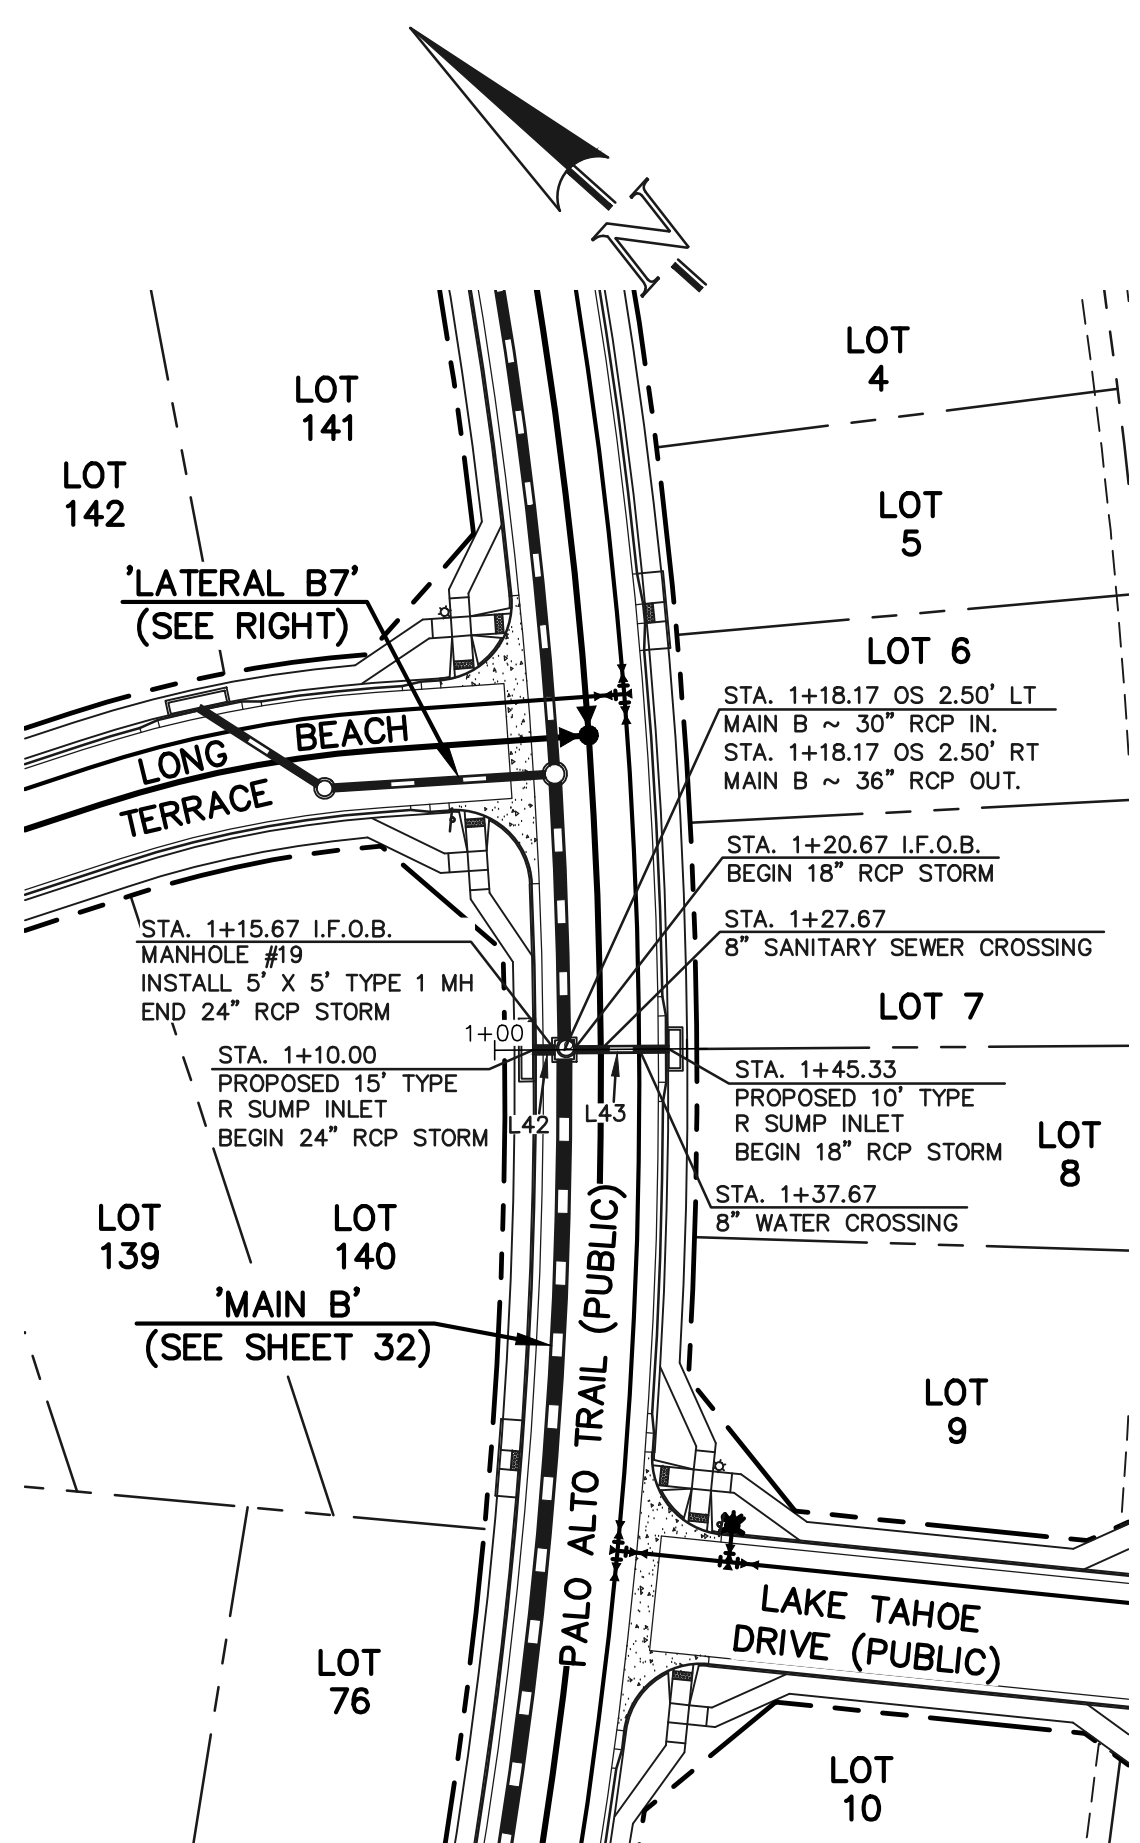 N
LOT
4
LOT
141
LOT
142
LOT
5
'LATERAL B7'
(SEE RIGHT)
LOT 6
STA. 1+18.17 OS 2.50' LT
MAIN B ~ 30" RCP IN.
STA. 1+18.17 OS 2.50' RT
MAIN B ~ 36" RCP OUT.
LONG BEACH
TERRACE
STA. 1+20.67 I.F.O.B.
BEGIN 18" RCP STORM
STA. 1+27.67
8" SANITARY SEWER CROSSING
STA. 1+15.67 I.F.O.B.
MANHOLE #19
INSTALL 5' X 5' TYPE 1 MH
END 24" RCP STORM
LOT 7
1+00
STA. 1+10.00
PROPOSED 15' TYPE
R SUMP INLET
BEGIN 24" RCP STORM
L42
L43
STA. 1+45.33
PROPOSED 10' TYPE
R SUMP INLET
BEGIN 18" RCP STORM
LOT
8
STA. 1+37.67
8" WATER CROSSING
LOT
139
LOT
140
'MAIN B'
(SEE SHEET 32)
PALO ALTO TRAIL (PUBLIC)
LOT
9
LAKE TAHOE
DRIVE (PUBLIC)
LOT
76
LOT
10